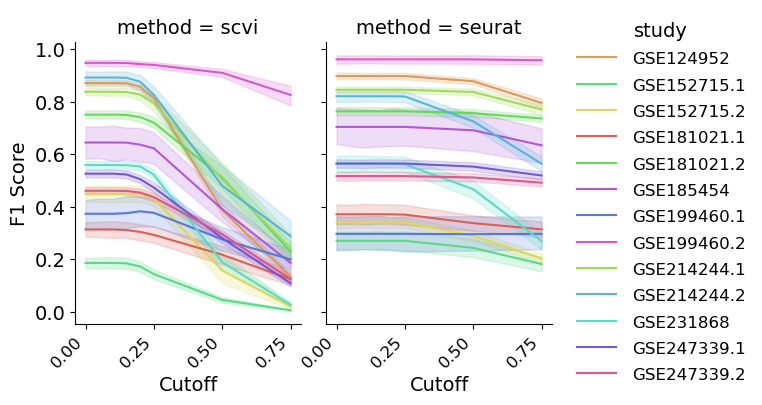 method = scvi
method = seurat
study
F1 Score
1.0
0.8
0.6
0.4
0.2
0.0
0.00
0.25
0.50
0.75
Cutoff
0.00
0.25
0.50
0.75
Cutoff
GSE124952
GSE152715.1
GSE152715.2
GSE181021.1
GSE181021.2
GSE185454
GSE199460.1
GSE199460.2
GSE214244.1
GSE214244.2
GSE231868
GSE247339.1
GSE247339.2